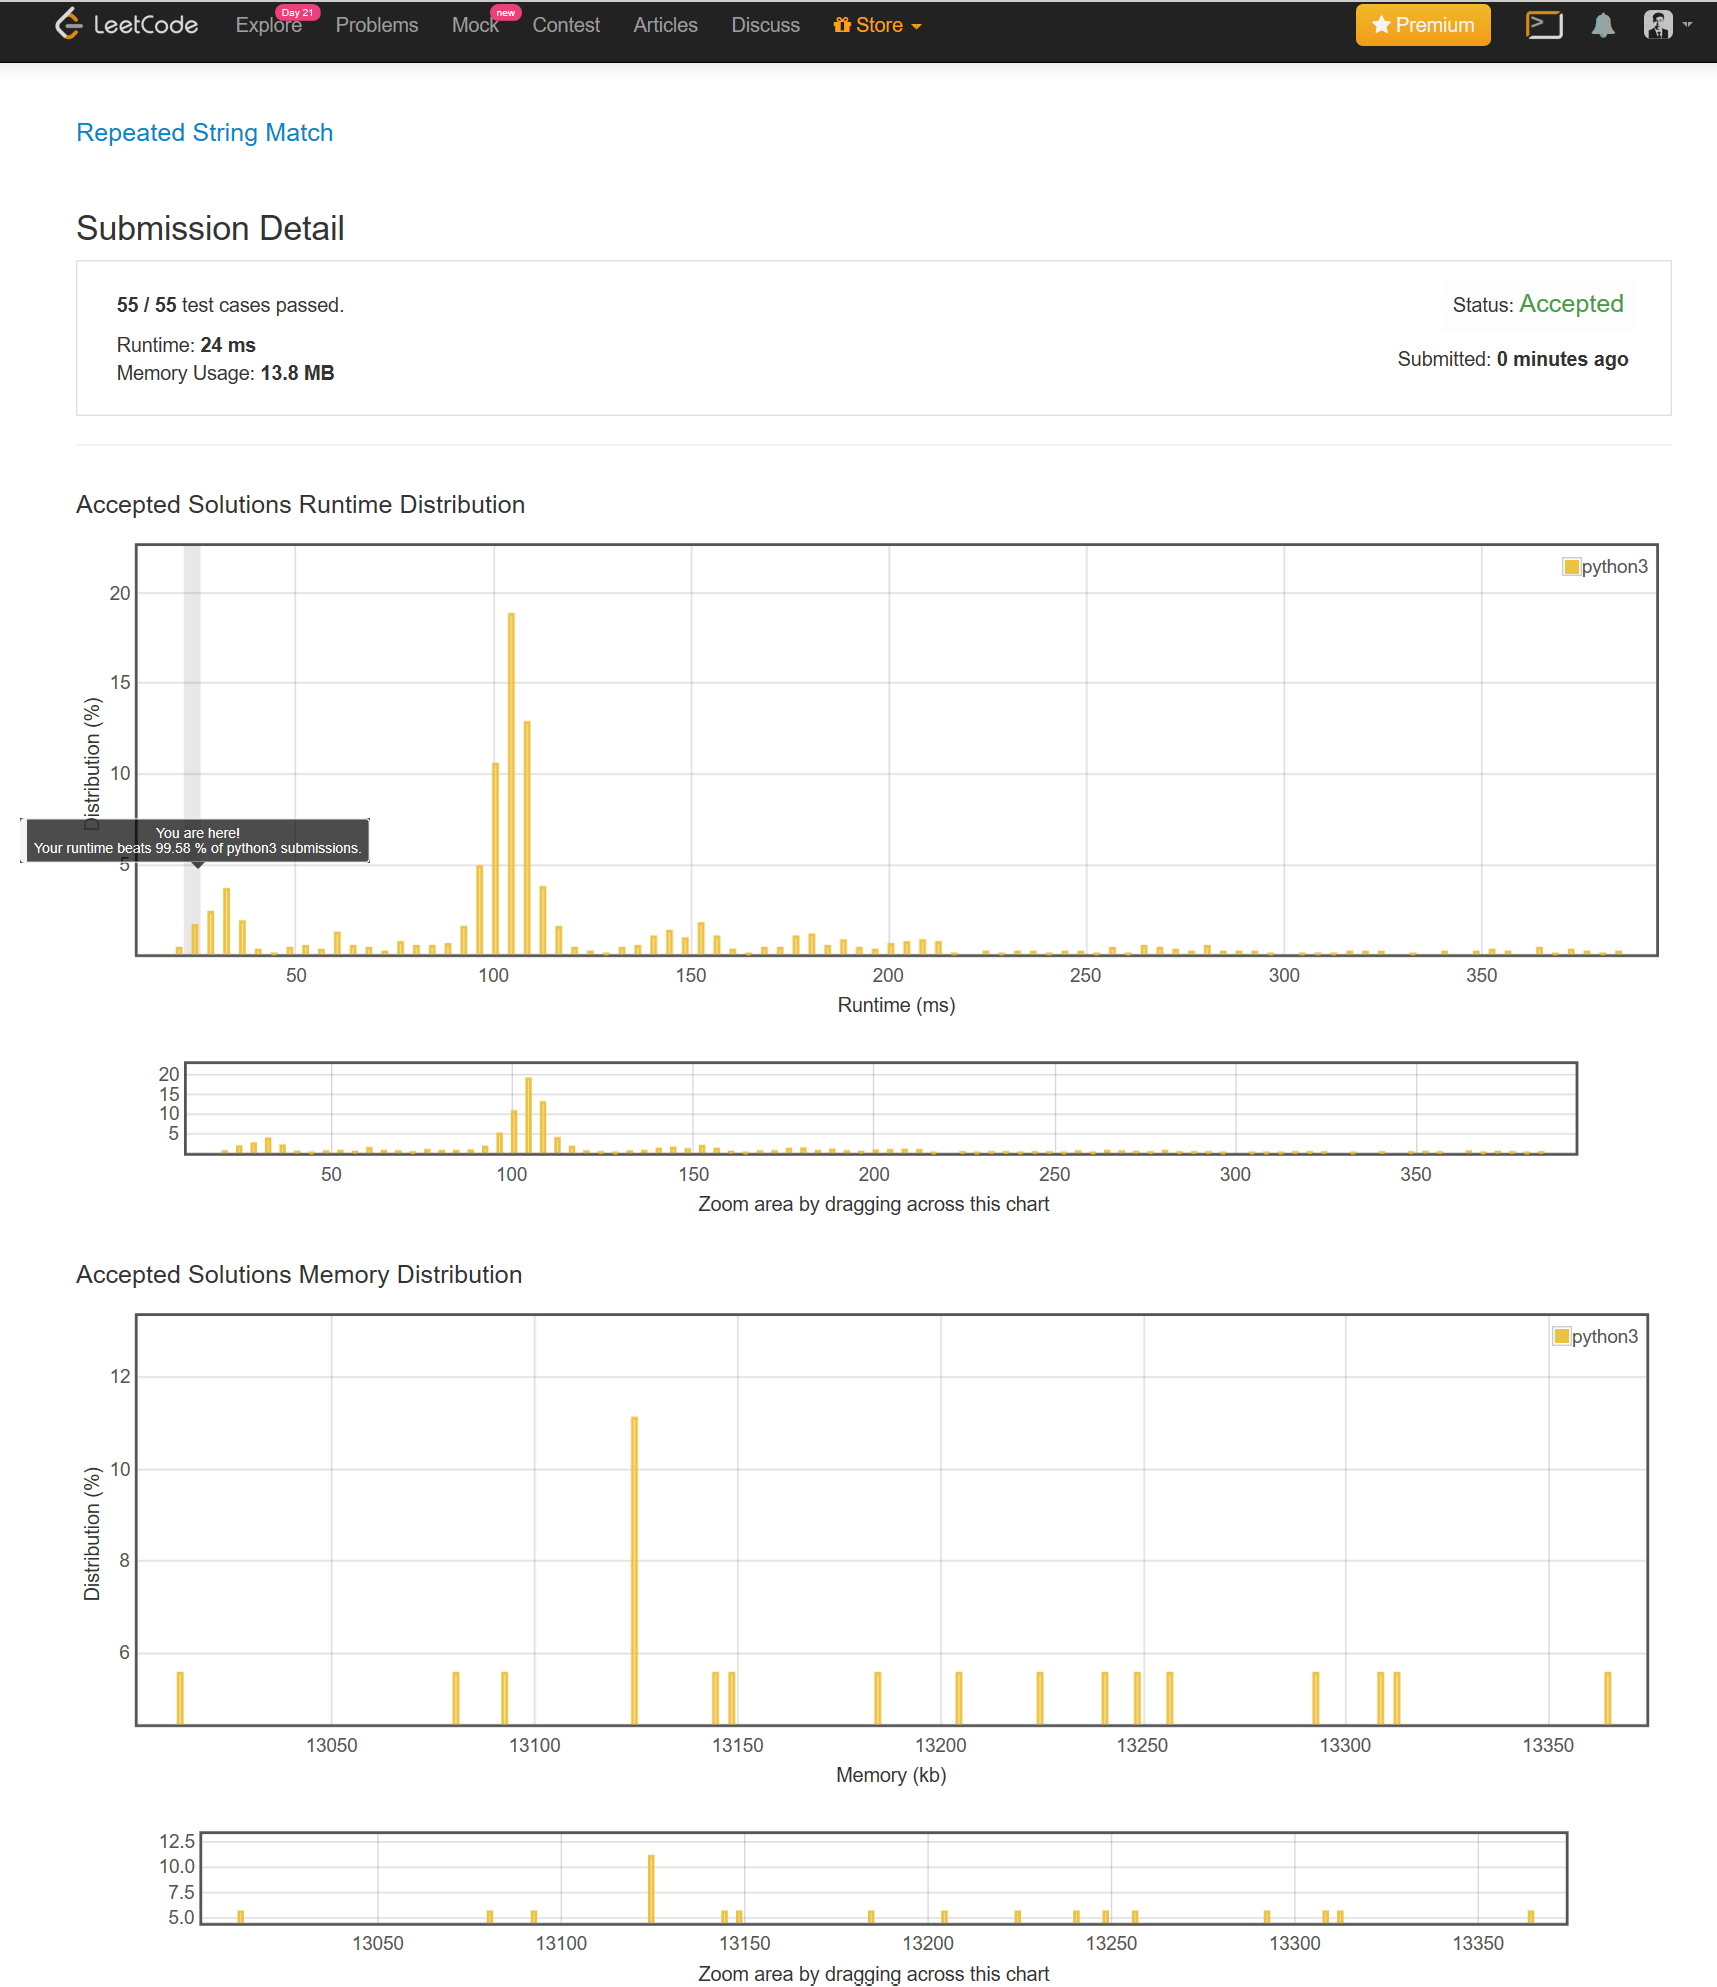 LeetCode
Explore Day 21 Problems Mock new Contest Articles Discuss Store Premium
Repeated String Match
Submission Detail
55 / 55 test cases passed.
Status: Accepted
Runtime: 24 ms
Submitted: 0 minutes ago
Memory Usage: 13.8 MB
Accepted Solutions Runtime Distribution
python3
20
15
10
5
Distribution (%)
You are here!
Your runtime beats 99.58 % of python3 submissions.
50 100 150 200 250 300 350
Runtime (ms)
20
15
10
5
50 100 150 200 250 300 350
Zoom area by dragging across this chart
Accepted Solutions Memory Distribution
python3
12
10
8
6
Distribution (%)
13050 13100 13150 13200 13250 13300 13350
Memory (kb)
12.5
10.0
7.5
5.0
13050 13100 13150 13200 13250 13300 13350
Zoom area by dragging across this chart